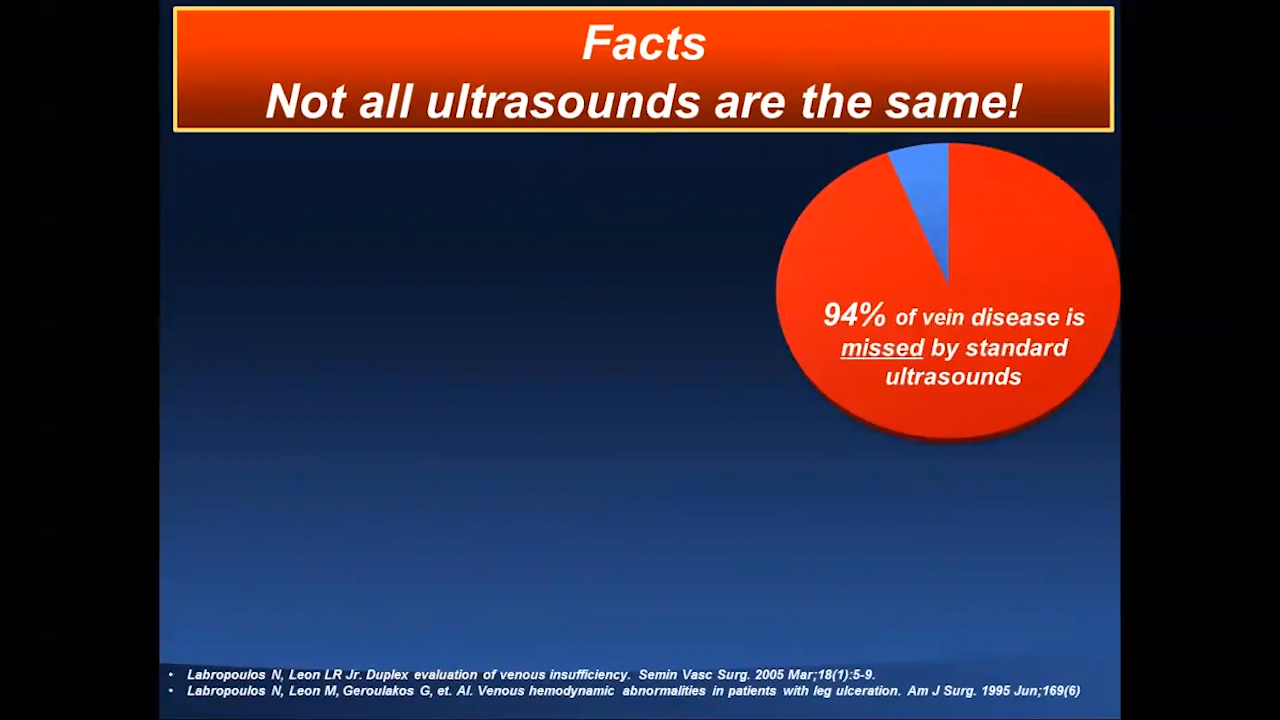 Facts
Not all ultrasounds are the same!
94% of vein disease is
missed by standard
ultrasounds
• Labropoulos N, Leon LR Jr. Duplex evaluation of venous insufficiency. Semin Vasc Surg. 2005 Mar;18(1):5-9.
• Labropoulos N, Leon M, Geroulakos G, et. Al. Venous hemodynamic abnormalities in patients with leg ulceration. Am J Surg. 1995 Jun;169(6)